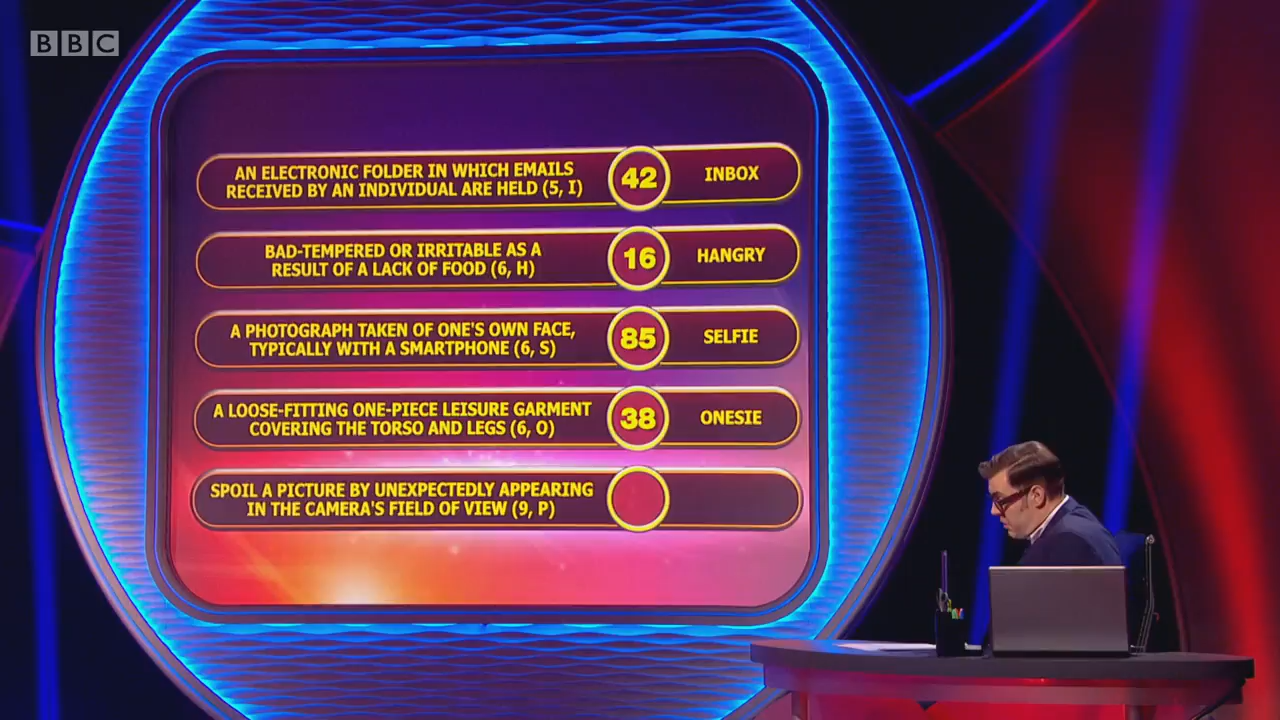 BBC
AN ELECTRONIC FOLDER IN WHICH EMAILS
RECEIVED BY AN INDIVIDUAL ARE HELD (5, I)
42
INBOX
BAD-TEMPERED OR IRRITABLE AS A
RESULT OF A LACK OF FOOD (6, H)
16
HANGRY
A PHOTOGRAPH TAKEN OF ONE'S OWN FACE,
TYPICALLY WITH A SMARTPHONE (6, S)
85
SELFIE
A LOOSE-FITTING ONE-PIECE LEISURE GARMENT
COVERING THE TORSO AND LEGS (6, O)
38
ONESIE
SPOIL A PICTURE BY UNEXPECTEDLY APPEARING
IN THE CAMERA'S FIELD OF VIEW (9, P)